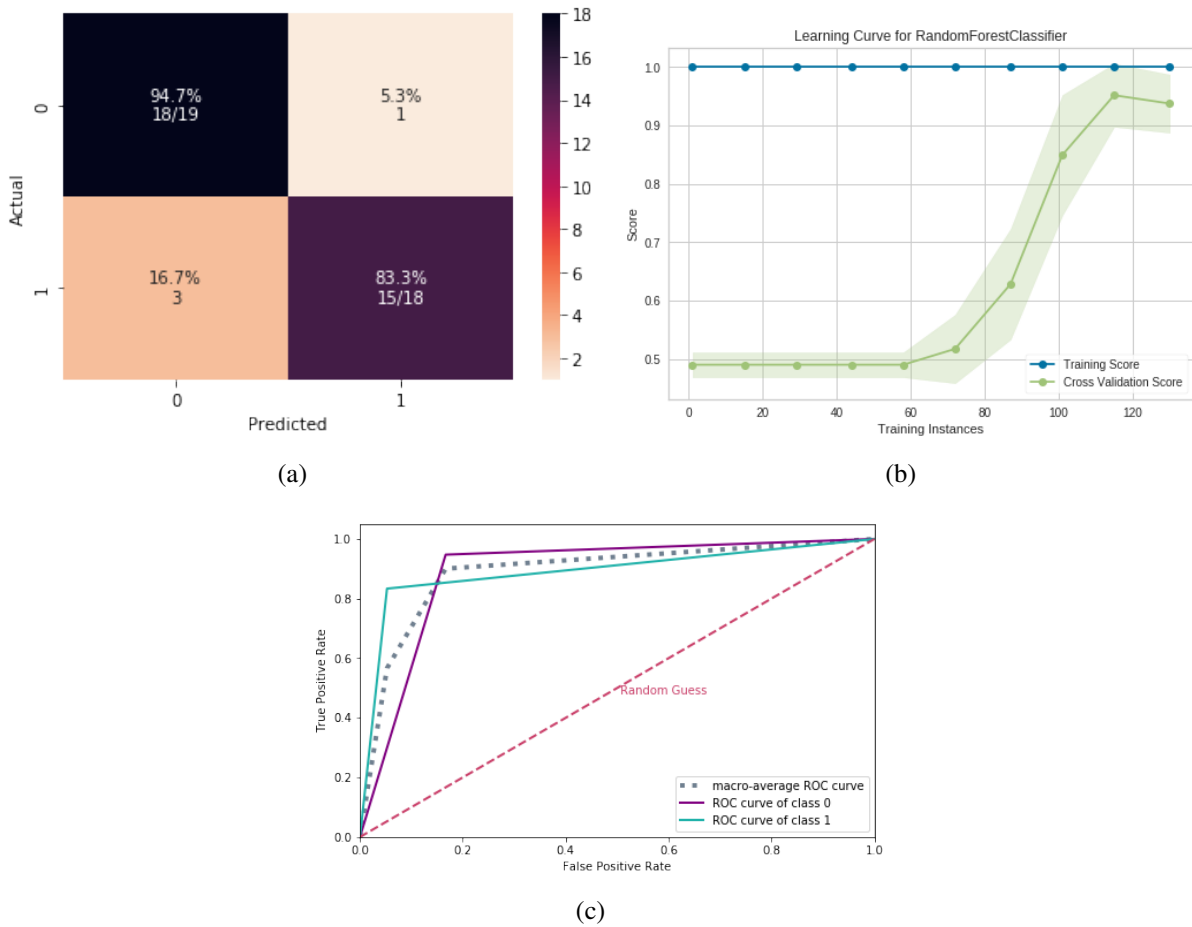 94.7%
18/19
5.3%
1
16.7%
3
83.3%
15/18
0
1
Actual
0
1
Predicted
18
16
14
12
10
8
6
4
2
(a)
Learning Curve for RandomForestClassifier
1.0
0.9
0.8
0.7
0.6
0.5
Score
0
20
40
60
80
100
120
Training Instances
Training Score
Cross Validation Score
(b)
1.0
0.8
0.6
0.4
0.2
0.0
True Positive Rate
Random Guess
macro-average ROC curve
ROC curve of class 0
ROC curve of class 1
0.0
0.2
0.4
0.6
0.8
1.0
False Positive Rate
(c)